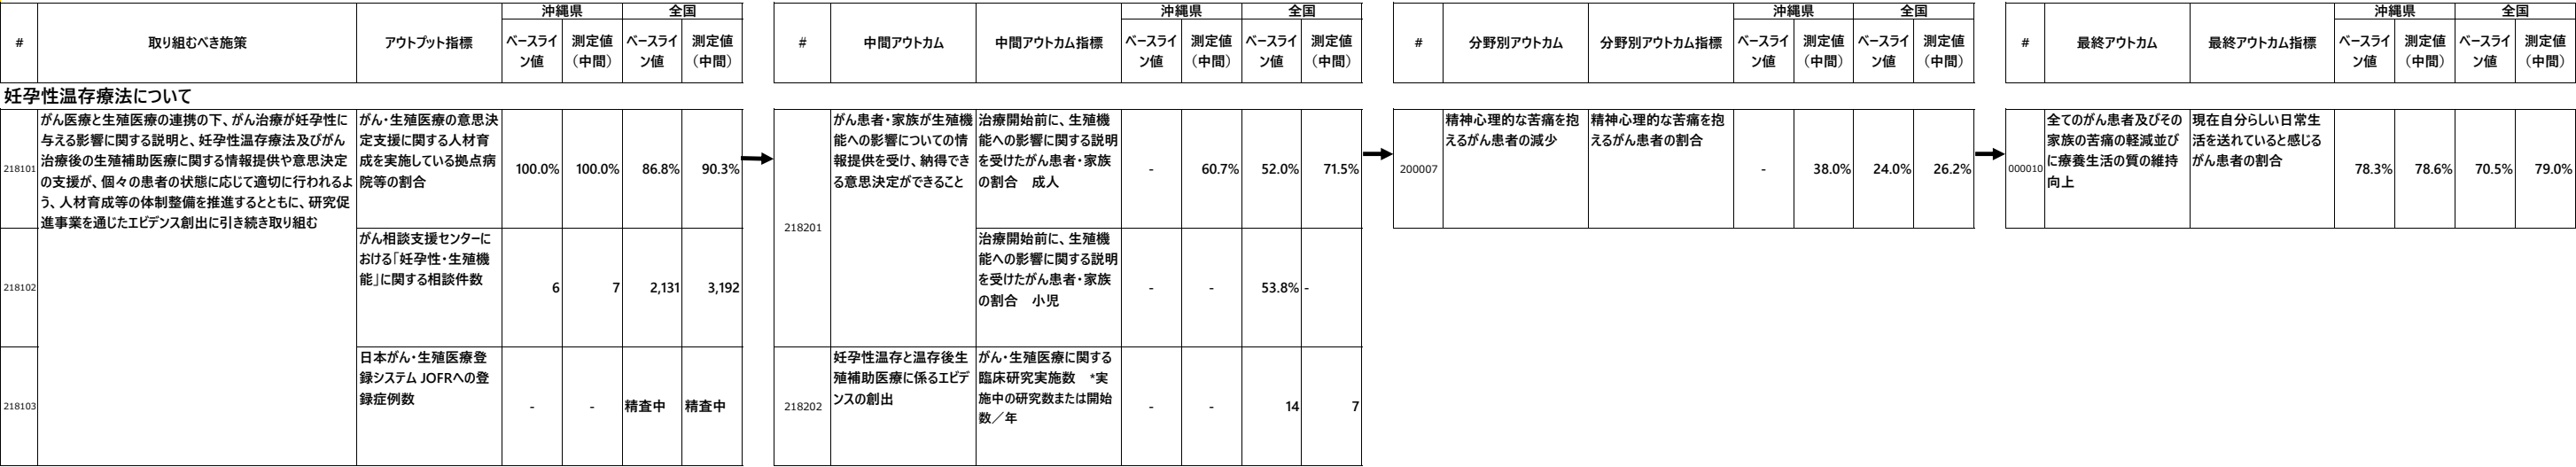 沖縄県 全国 沖縄県 全国 沖縄県 全国 沖縄県 全国
# 取り組むべき施策 アウトプット指標 ベースライン値 測定値（中間） ベースライン値 測定値（中間） # 中間アウトカム 中間アウトカム指標 ベースライン値 測定値（中間） ベースライン値 測定値（中間） # 分野別アウトカム 分野別アウトカム指標 ベースライン値 測定値（中間） ベースライン値 測定値（中間） # 最終アウトカム 最終アウトカム指標 ベースライン値 測定値（中間） ベースライン値 測定値（中間）
妊孕性温存療法について
218101
がん医療と生殖医療の連携の下、がん治療が妊孕性に
与える影響に関する説明と、妊孕性温存療法及びがん
治療後の生殖補助医療に関する情報提供や意思決定
の支援が、個々の患者の状態に応じて適切に行われるよ
う、人材育成等の体制整備を推進するとともに、研究促
進事業を通じたエビデンス創出に引き続き取り組む
がん・生殖医療の意思決
定支援に関する人材育
成を実施している拠点病
院等の割合
100.0% 100.0% 86.8% 90.3%
218102
がん相談支援センターに
おける「妊孕性・生殖機
能」に関する相談件数
6 7 2,131 3,192
218103
日本がん・生殖医療登
録システム JOFRへの登
録症例数
- - 精査中 精査中
218201
がん患者・家族が生殖機
能への影響についての情
報提供を受け、納得でき
る意思決定ができること
治療開始前に、生殖機
能への影響に関する説明
を受けたがん患者・家族
の割合　成人
- 60.7% 52.0% 71.5%
治療開始前に、生殖機
能への影響に関する説明
を受けたがん患者・家族
の割合　小児
- - 53.8% -
218202
妊孕性温存と温存後生
殖補助医療に係るエビデ
ンスの創出
がん・生殖医療に関する
臨床研究実施数　*実
施中の研究数または開始
数／年
- - 14 7
200007
精神心理的な苦痛を抱
えるがん患者の減少
精神心理的な苦痛を抱
えるがん患者の割合
- 38.0% 24.0% 26.2%
000010
全てのがん患者及びその
家族の苦痛の軽減並び
に療養生活の質の維持
向上
現在自分らしい日常生
活を送れていると感じる
がん患者の割合
78.3% 78.6% 70.5% 79.0%